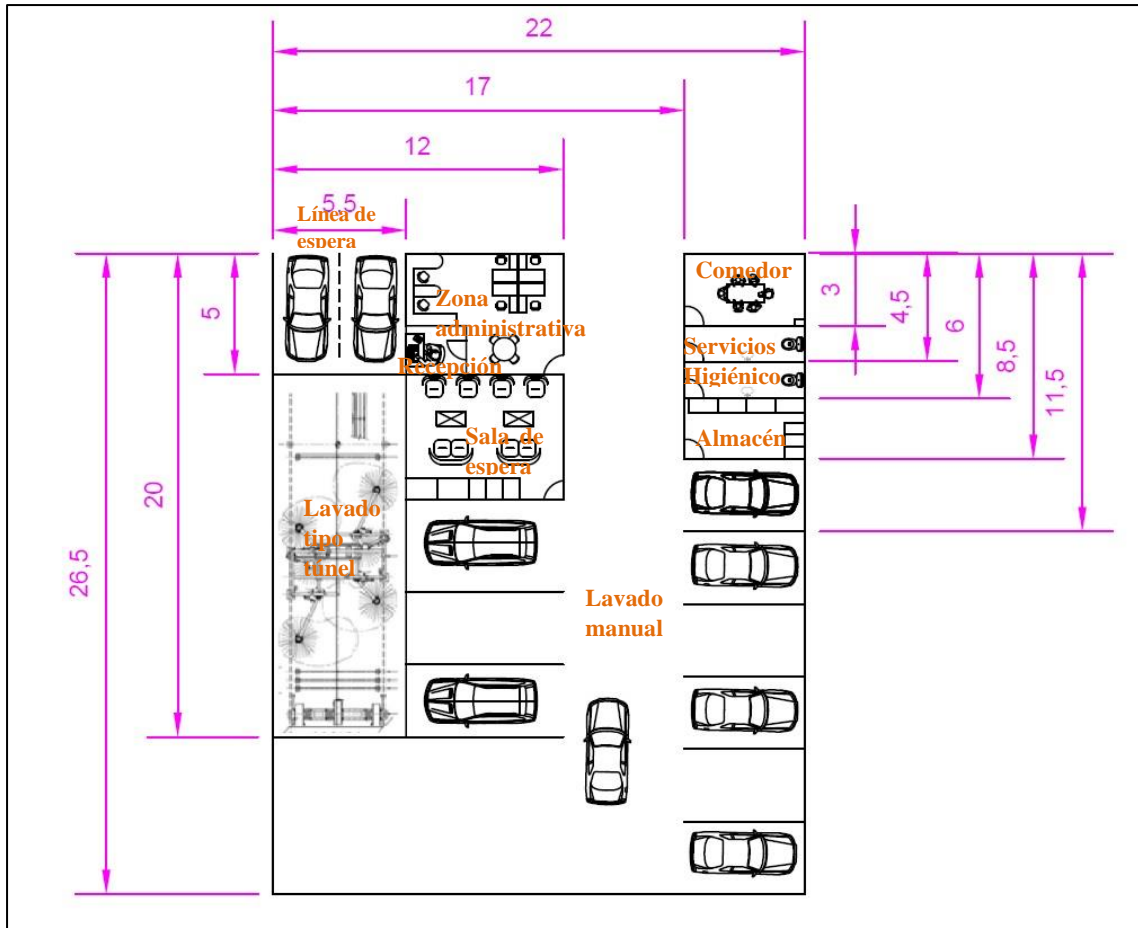 22
17
12
5,5
Línea de
espera
Comedor
Zona
administrativa
Recepción
Servicios
Higiénico
Sala de
espera
Almacén
Lavado
tipo
túnel
Lavado
manual
5
20
26,5
3
4,5
6
8,5
11,5